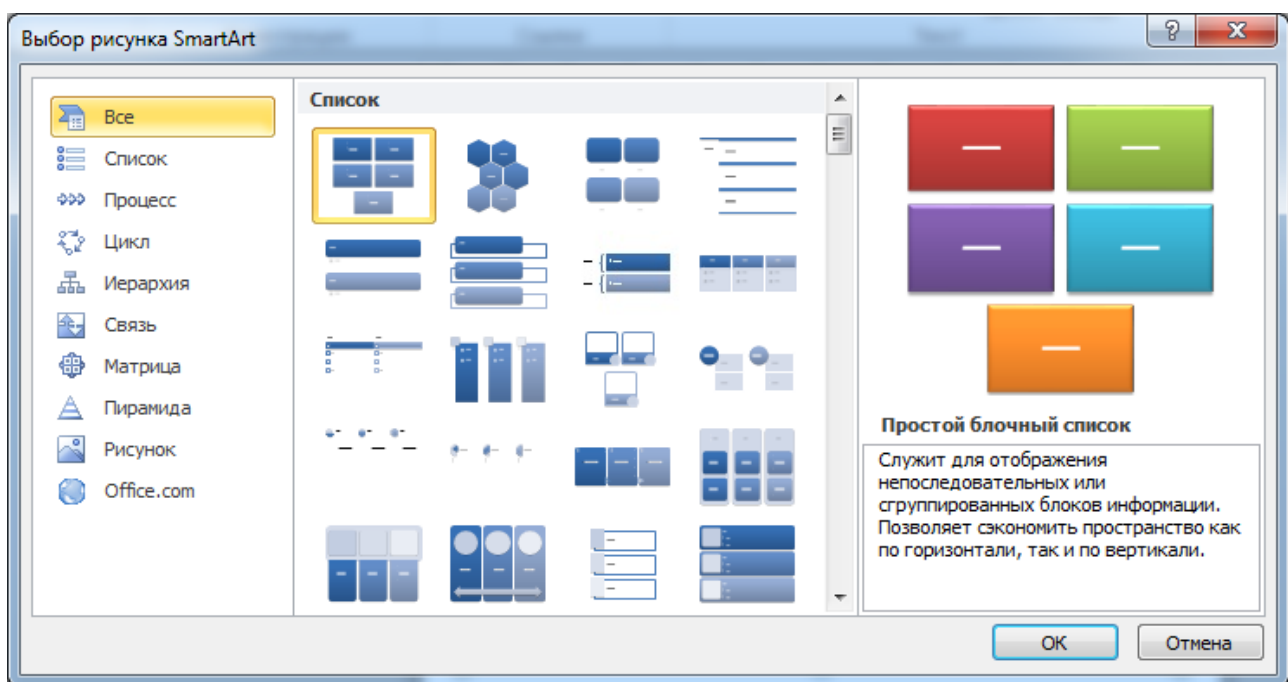 Выбор рисунка SmartArt
Все
Список
Процесс
Цикл
Иерархия
Связь
Матрица
Пирамида
Рисунок
Office.com
Список
Простой блочный список
Служит для отображения
непоследовательных или
сгруппированных блоков информации.
Позволяет сэкономить пространство как
по горизонтали, так и по вертикали.
ОК
Отмена